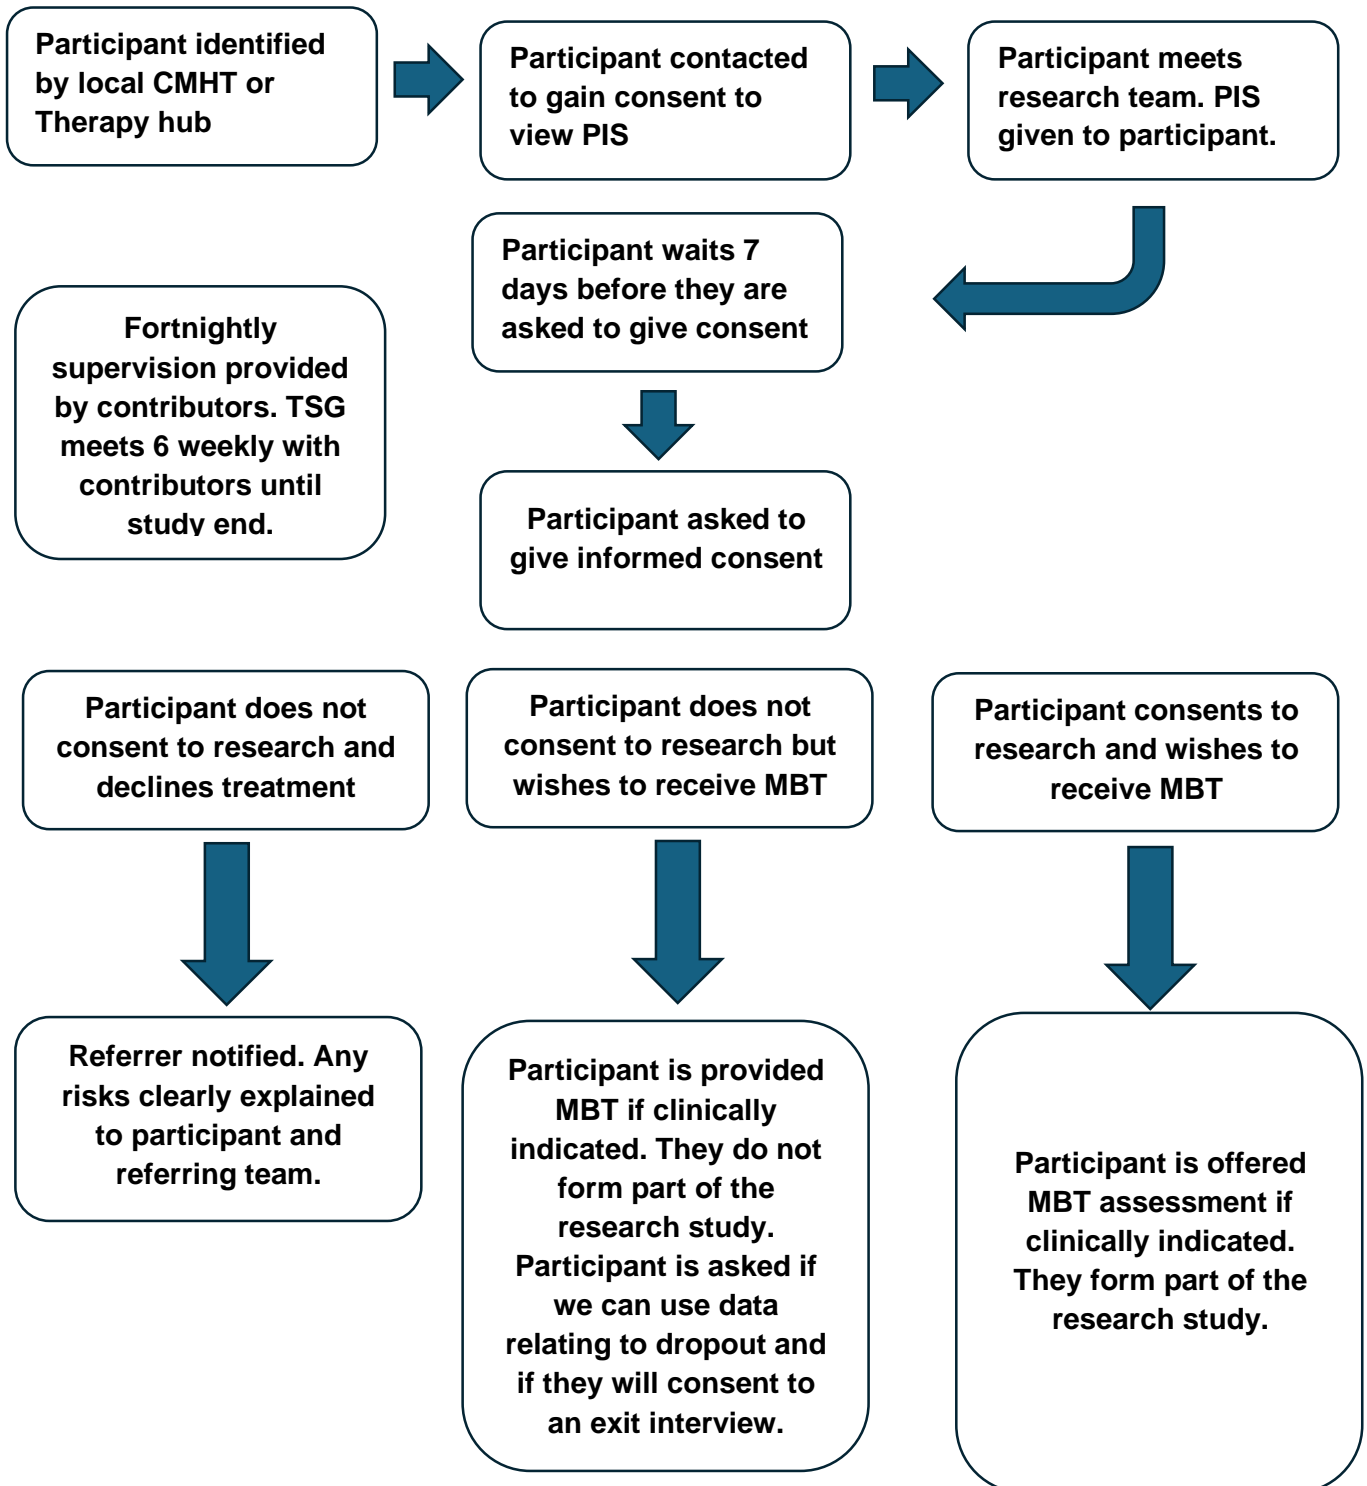 Participant identified
by local CMHT or
Therapy hub
Participant contacted
to gain consent to
view PIS
Participant meets
research team. PIS
given to participant.
Participant waits 7
days before they are
asked to give consent
Fortnightly
supervision provided
by contributors. TSG
meets 6 weekly with
contributors until
study end.
Participant asked to
give informed consent
Participant does not
consent to research and
declines treatment
Participant does not
consent to research but
wishes to receive MBT
Participant consents to
research and wishes to
receive MBT
Referrer notified. Any
risks clearly explained
to participant and
referring team.
Participant is provided
MBT if clinically
indicated. They do not
form part of the
research study.
Participant is asked if
we can use data
relating to dropout and
if they will consent to
an exit interview.
Participant is offered
MBT assessment if
clinically indicated.
They form part of the
research study.